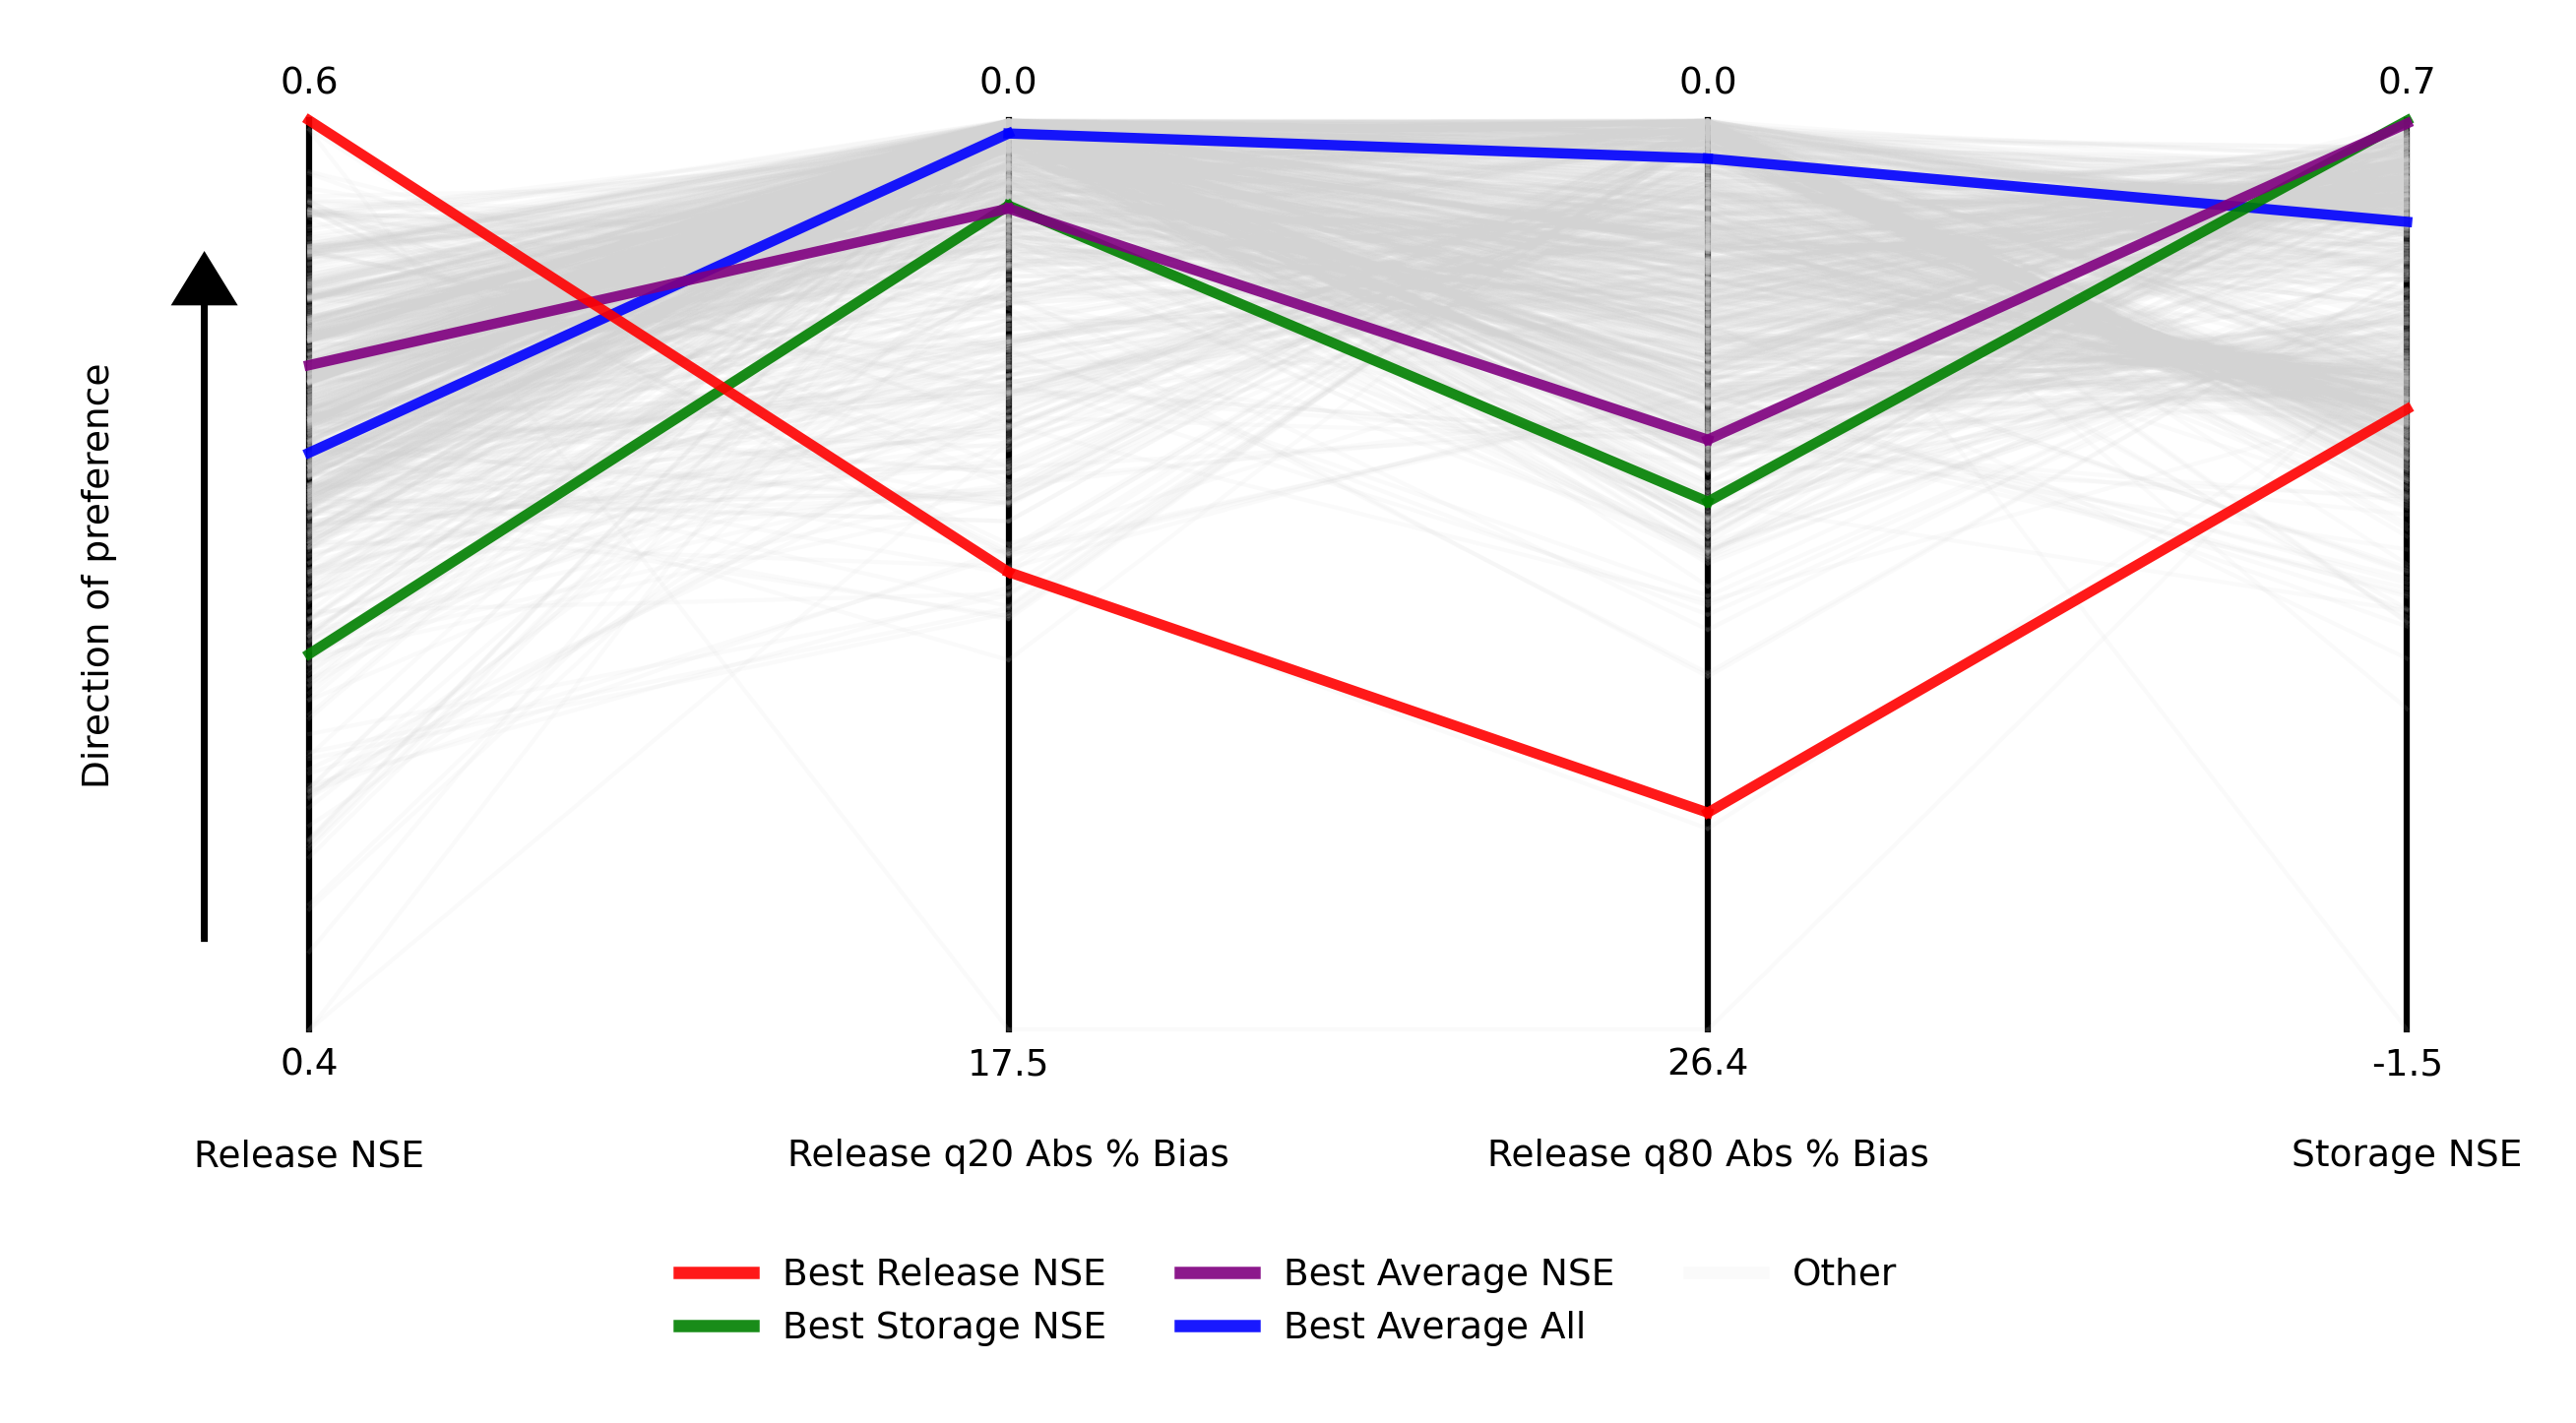 0.6 0.0 0.0 0.7
Direction of preference
0.4 17.5 26.4 -1.5
Release NSE Release q20 Abs % Bias Release q80 Abs % Bias Storage NSE
Best Release NSE Best Average NSE Other
Best Storage NSE Best Average All